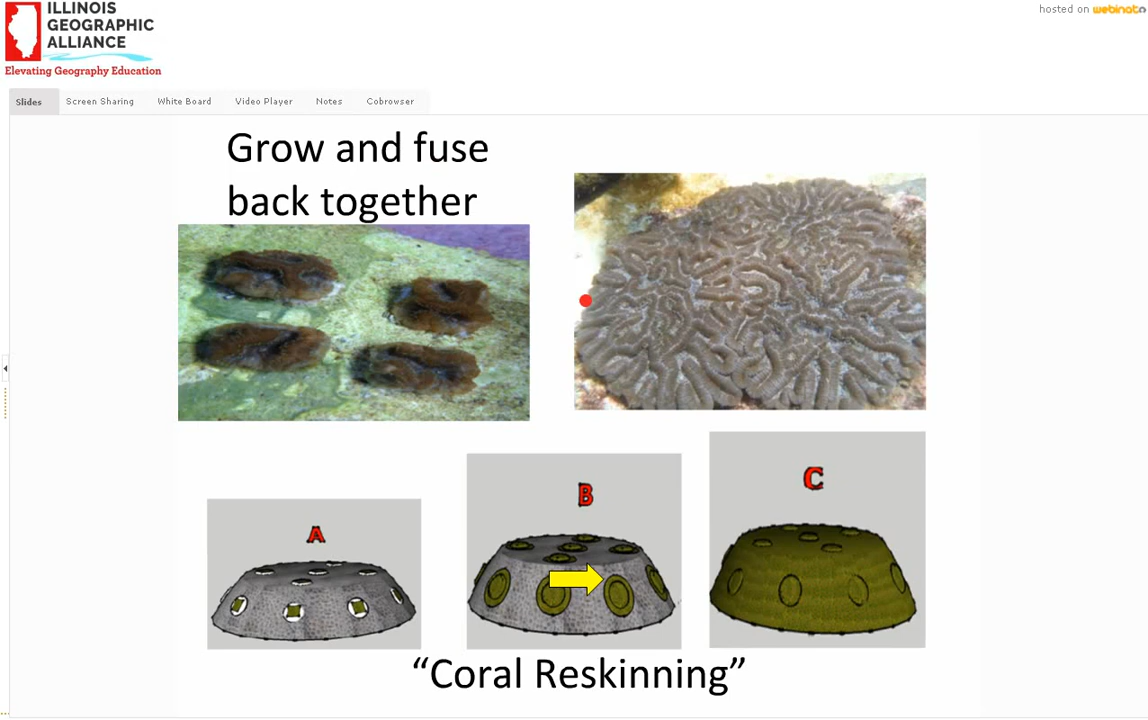 ILLINOIS
GEOGRAPHIC
ALLIANCE
Elevating Geography Education
hosted on webinato
Slides
Screen Sharing
White Board
Video Player
Notes
Cobrowser
Grow and fuse
back together
A
B
C
“Coral Reskinning”